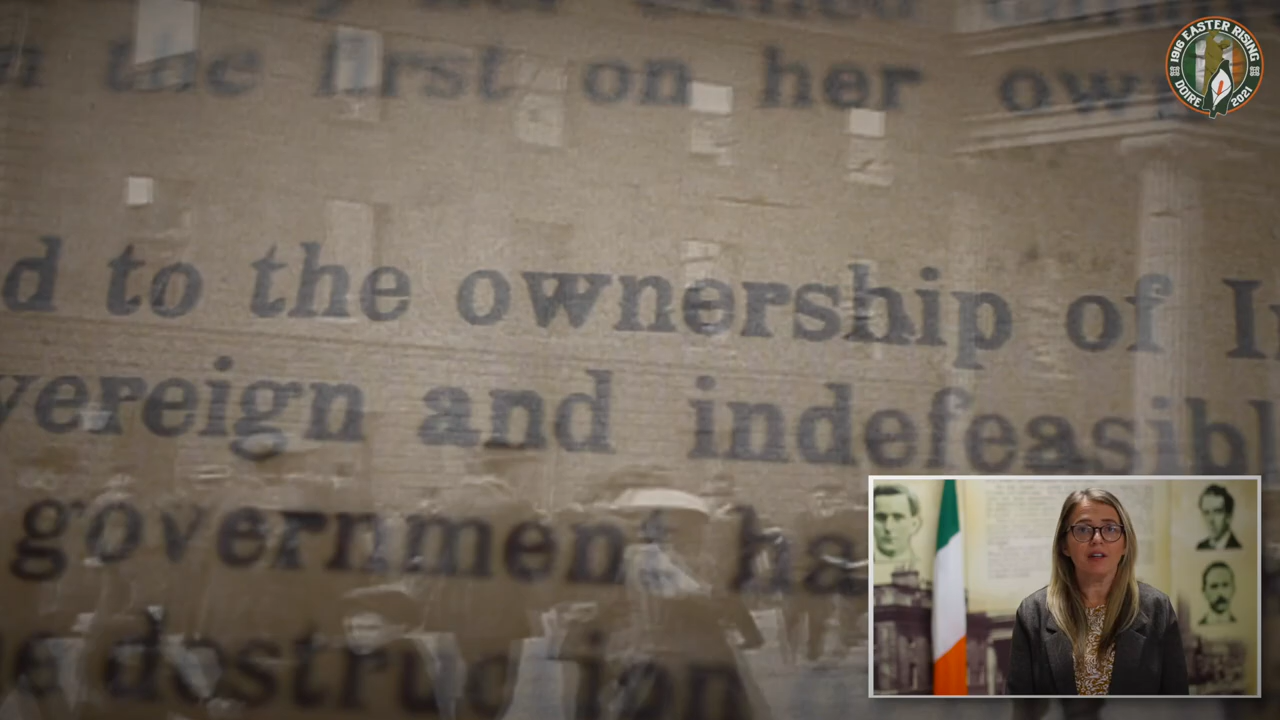 the first on her ow
1916 EASTER RISING
DOIRE 2021
d to the ownership of I
vereign and indefeasibl
government ha
destruction